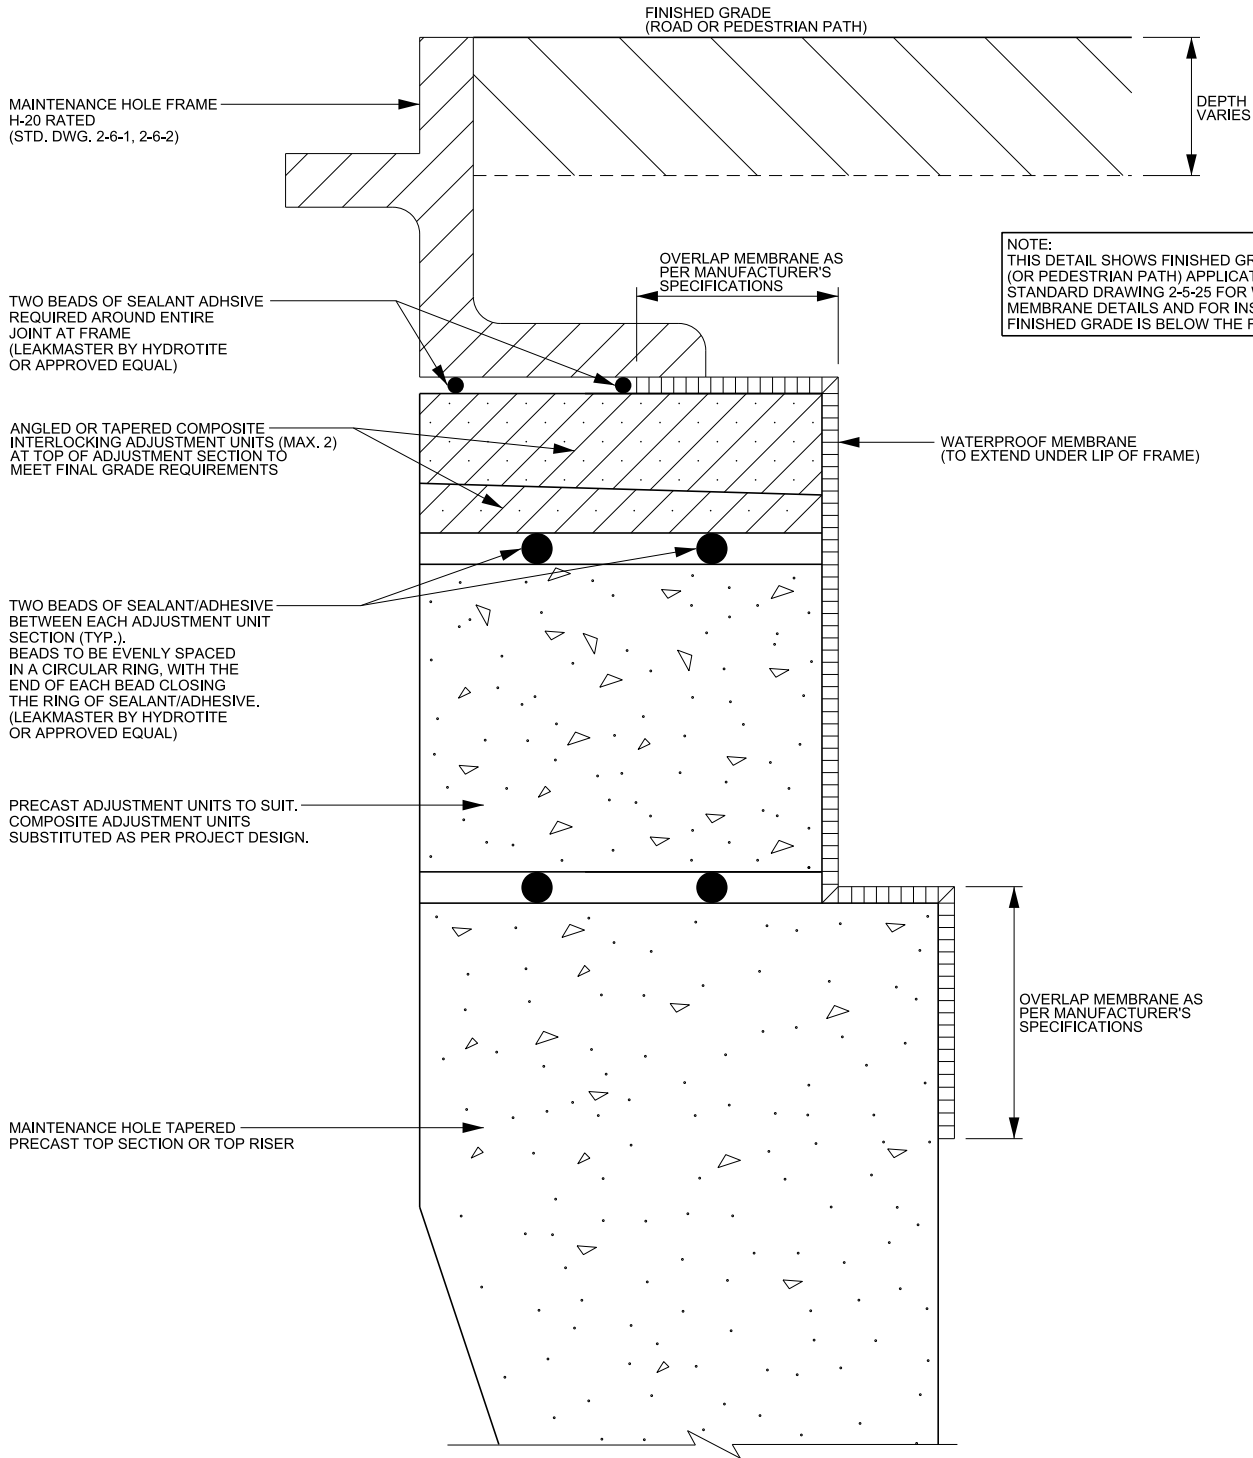 FINISHED GRADE
(ROAD OR PEDESTRIAN PATH)
MAINTENANCE HOLE FRAME
H-20 RATED
(STD. DWG. 2-6-1, 2-6-2)
DEPTH
VARIES
NOTE:
THIS DETAIL SHOWS FINISHED
(OR PEDESTRIAN PATH)
STANDARD DRAWING 2-5-25 FOR
MEMBRANE DETAILS AND FOR
FINISHED GRADE IS BELOW THE
OVERLAP MEMBRANE AS
PER MANUFACTURER'S
SPECIFICATIONS
TWO BEADS OF SEALANT ADHSIVE
REQUIRED AROUND ENTIRE
JOINT AT FRAME
(LEAKMASTER BY HYDROTITE
OR APPROVED EQUAL)
ANGLED OR TAPERED COMPOSITE
INTERLOCKING ADJUSTMENT UNITS (MAX. 2)
AT TOP OF ADJUSTMENT SECTION TO
MEET FINAL GRADE REQUIREMENTS
WATERPROOF MEMBRANE
(TO EXTEND UNDER LIP OF FRAME)
TWO BEADS OF SEALANT/ADHESIVE
BETWEEN EACH ADJUSTMENT UNIT
SECTION (TYP.).
BEADS TO BE EVENLY SPACED
IN A CIRCULAR RING, WITH THE
END OF EACH BEAD CLOSING
THE RING OF SEALANT/ADHESIVE.
(LEAKMASTER BY HYDROTITE
OR APPROVED EQUAL)
PRECAST ADJUSTMENT UNITS TO SUIT.
COMPOSITE ADJUSTMENT UNITS
SUBSTITUTED AS PER PROJECT DESIGN.
OVERLAP MEMBRANE AS
PER MANUFACTURER'S
SPECIFICATIONS
MAINTENANCE HOLE TAPERED
PRECAST TOP SECTION OR TOP RISER